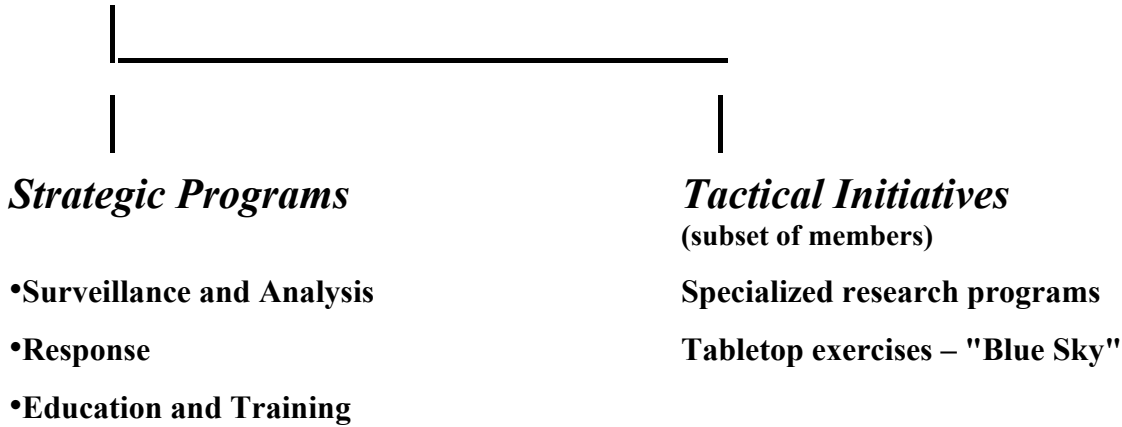 Strategic Programs
•Surveillance and Analysis
•Response
•Education and Training
Tactical Initiatives
(subset of members)
Specialized research programs
Tabletop exercises – "Blue Sky"